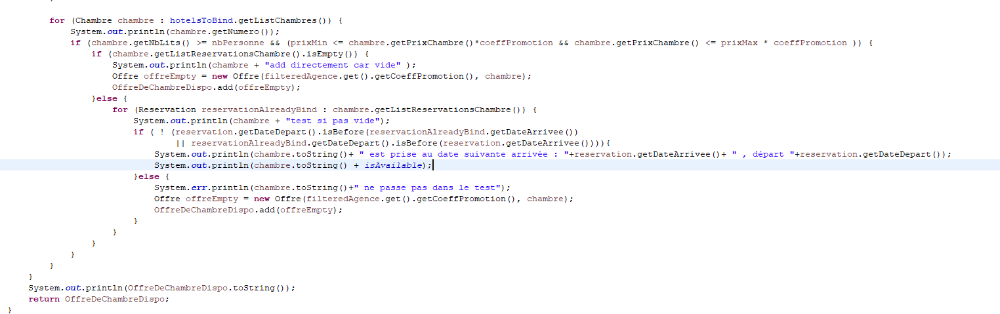 for (Chambre chambre : hotelsToBind.getListChambres()) {
System.out.println(chambre.getNumero());
if (chambre.getNbLits() >= nbPersonne && (prixMin <= chambre.getPrixChambre()*coeffPromotion && chambre.getPrixChambre() <= prixMax * coeffPromotion )) {
if (chambre.getListReservationsChambre().isEmpty()) {
System.out.println(chambre + "add directement car vide" );
Offre offreEmpty = new Offre(filteredAgence.get().getCoeffPromotion(), chambre);
OffreDeChambreDispo.add(offreEmpty);
}else {
for (Reservation reservationAlreadyBind : chambre.getListReservationsChambre()) {
System.out.println(chambre + "test si pas vide");
if ( ! (reservation.getDateDepart().isBefore(reservationAlreadyBind.getDateArrivee())
|| reservationAlreadyBind.getDateDepart().isBefore(reservation.getDateArrivee()))){
System.out.println(chambre.toString()+ " est prise au date suivante arrivée : "+reservation.getDateArrivee()+ " , départ "+reservation.getDateDepart());
System.out.println(chambre.toString() + isAvailable);
}else {
System.err.println(chambre.toString()+" ne passe pas dans le test");
Offre offreEmpty = new Offre(filteredAgence.get().getCoeffPromotion(), chambre);
OffreDeChambreDispo.add(offreEmpty);
}
}
}
}
}
}
System.out.println(OffreDeChambreDispo.toString());
return OffreDeChambreDispo;
}